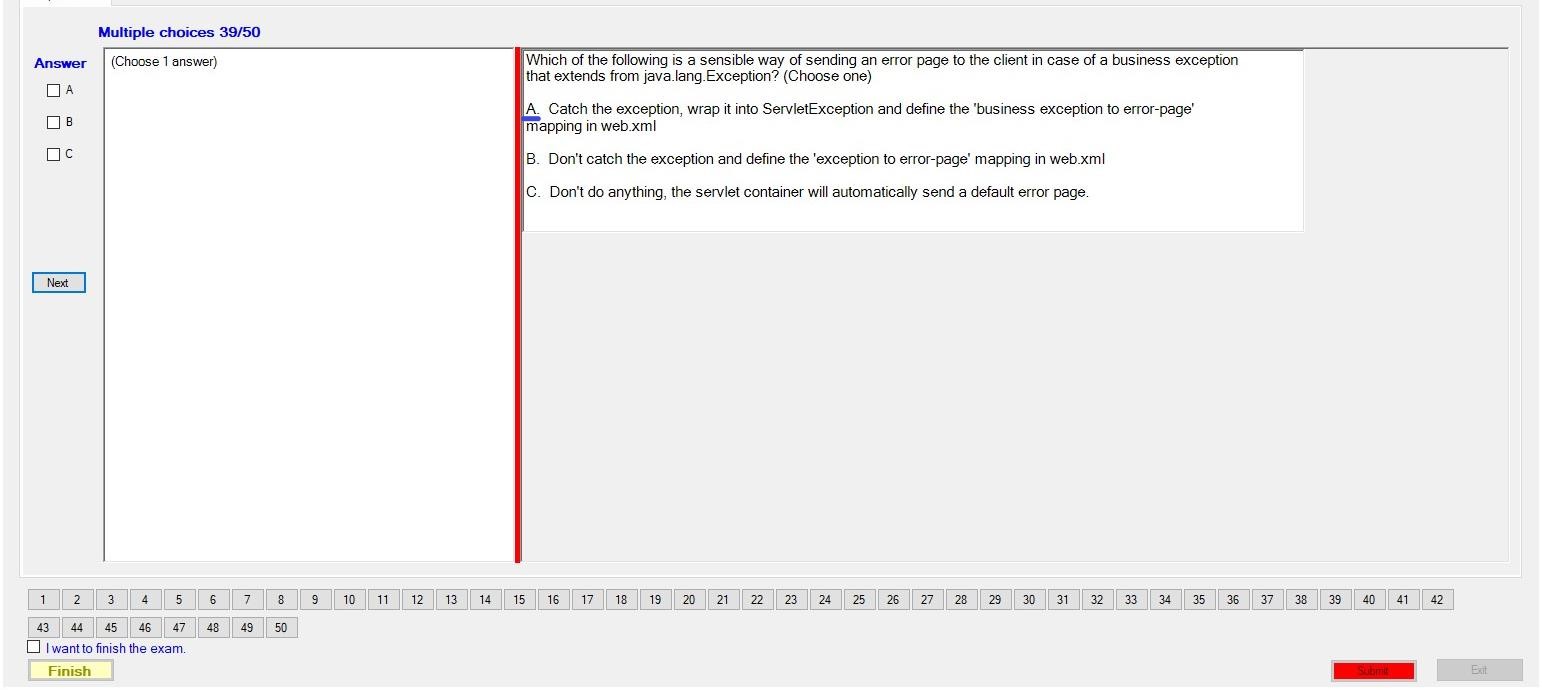 Multiple choices 39/50
Answer
(Choose 1 answer)
A
B
C
Next
Which of the following is a sensible way of sending an error page to the client in case of a business exception
that extends from java.lang.Exception? (Choose one)
A. Catch the exception, wrap it into ServletException and define the 'business exception to error-page'
mapping in web.xml
B. Don't catch the exception and define the 'exception to error-page' mapping in web.xml
C. Don't do anything, the servlet container will automatically send a default error page.
1 2 3 4 5 6 7 8 9 10 11 12 13 14 15 16 17 18 19 20 21 22 23 24 25 26 27 28 29 30 31 32 33 34 35 36 37 38 39 40 41 42
43 44 45 46 47 48 49 50
I want to finish the exam.
Finish
Submit
Exit